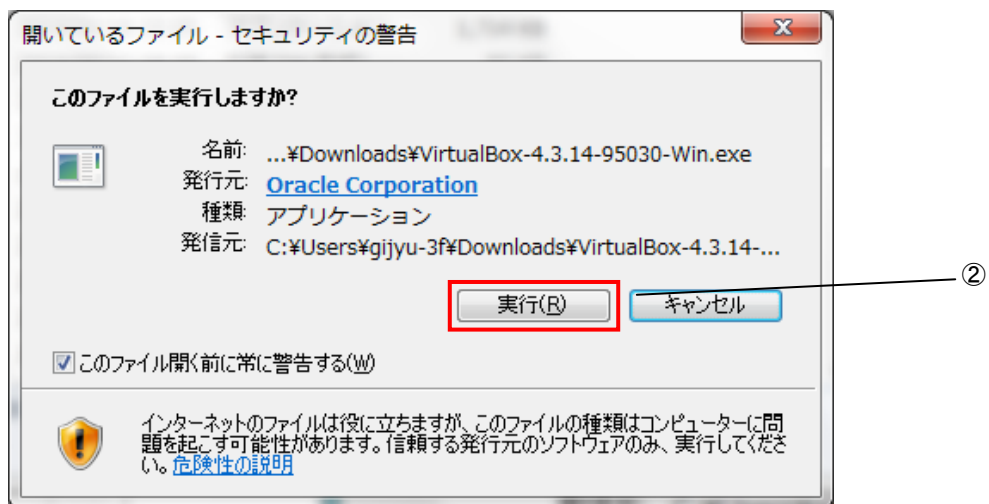 開いているファイル - セキュリティの警告
このファイルを実行しますか?
名前: ...¥Downloads¥VirtualBox-4.3.14-95030-Win.exe
発行元: Oracle Corporation
種類: アプリケーション
発信元: C:¥Users¥gijyu-3f¥Downloads¥VirtualBox-4.3.14-...
実行(R) キャンセル
②
このファイル開く前に常に警告する(W)
インターネットのファイルは役に立ちますが、このファイルの種類はコンピューターに問
題を起こす可能性があります。信頼する発行元のソフトウェアのみ、実行してくださ
い。危険性の説明